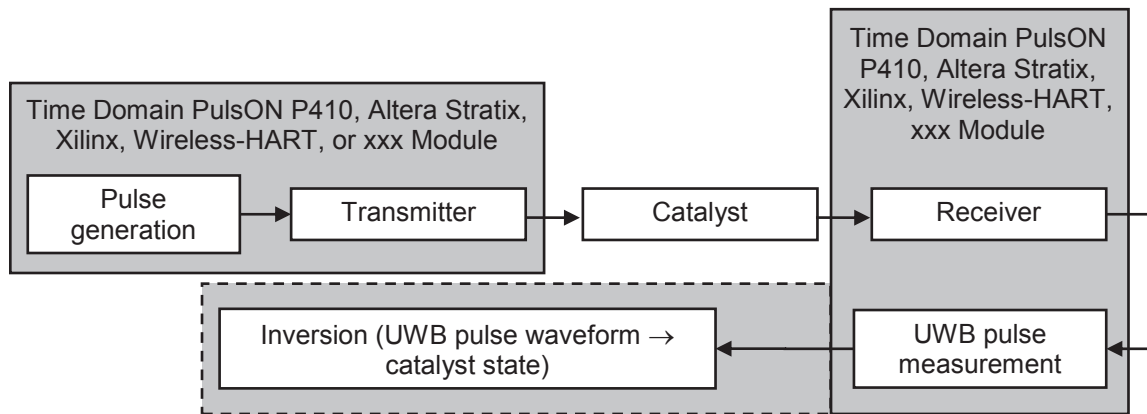 Time Domain PulsON P410, Altera Stratix,
Xilinx, Wireless-HART, or xxx Module
Pulse
generation
Transmitter
Catalyst
Time Domain PulsON
P410, Altera Stratix,
Xilinx, Wireless-HART,
xxx Module
Receiver
Inversion (UWB pulse waveform →
catalyst state)
UWB pulse
measurement